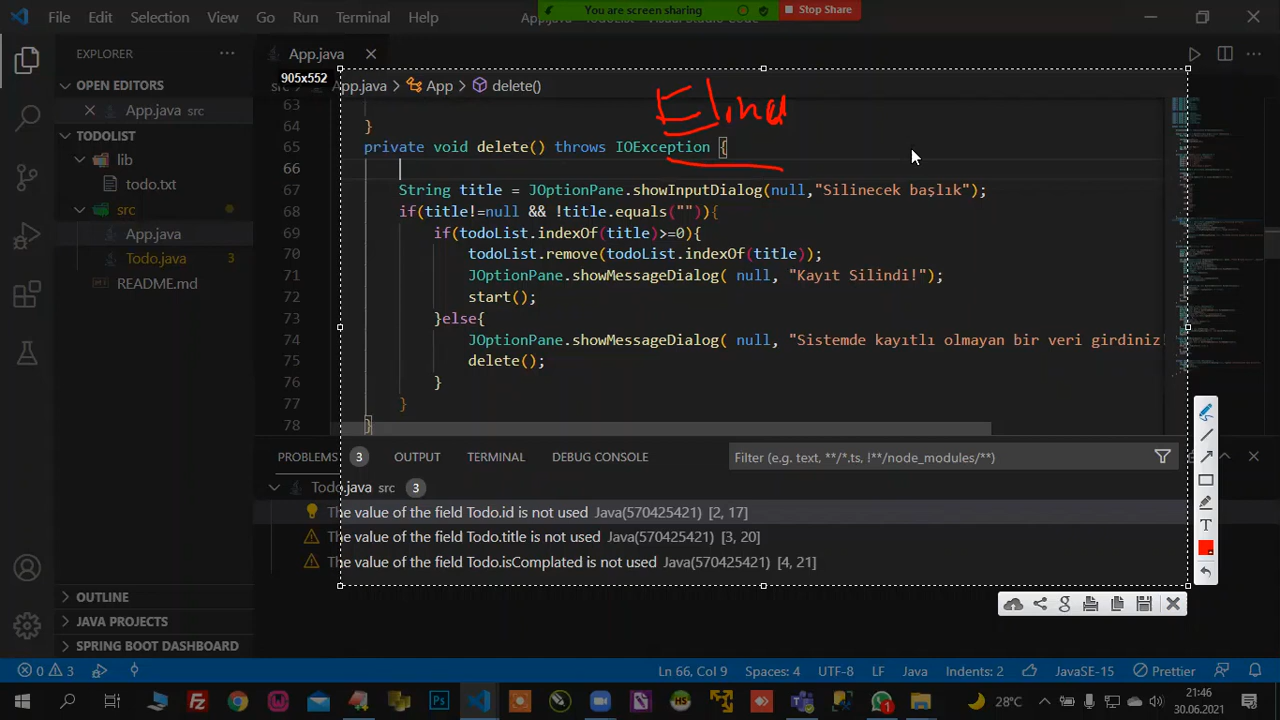 File Edit Selection View Go Run Terminal Help
You are screen sharing
Stop Share
EXPLORER
OPEN EDITORS
App.java src
TODOLIST
lib
todo.txt
src
App.java
Todo.java 3
README.md
OUTLINE
JAVA PROJECTS
SPRING BOOT DASHBOARD
App.java
905x552
App.java > App > delete()
63
64 }
65 private void delete() throws IOException {
66
67 String title = JOptionPane.showInputDialog(null,"Silinecek başlık");
68 if(title!=null && !title.equals("")){
69 if(todoList.indexOf(title)>=0){
70 todoList.remove(todoList.indexOf(title));
71 JOptionPane.showMessageDialog( null, "Kayıt Silindi!");
72 start();
73 }else{
74 JOptionPane.showMessageDialog( null, "Sistemde kayıtlı olmayan bir veri girdiniz!
75 delete();
76 }
77 }
78 }
PROBLEMS 3 OUTPUT TERMINAL DEBUG CONSOLE
Filter (e.g. text, **/*.ts, !**/node_modules/**)
Todo.java src 3
The value of the field Todo.id is not used Java(570425421) [2, 17]
The value of the field Todo.title is not used Java(570425421) [3, 20]
The value of the field Todo.isComplated is not used Java(570425421) [4, 21]
0 3
Ln 66, Col 9 Spaces: 4 UTF-8 LF Java Indents: 2 JavaSE-15 Prettier
28°C
21:46
30.06.2021